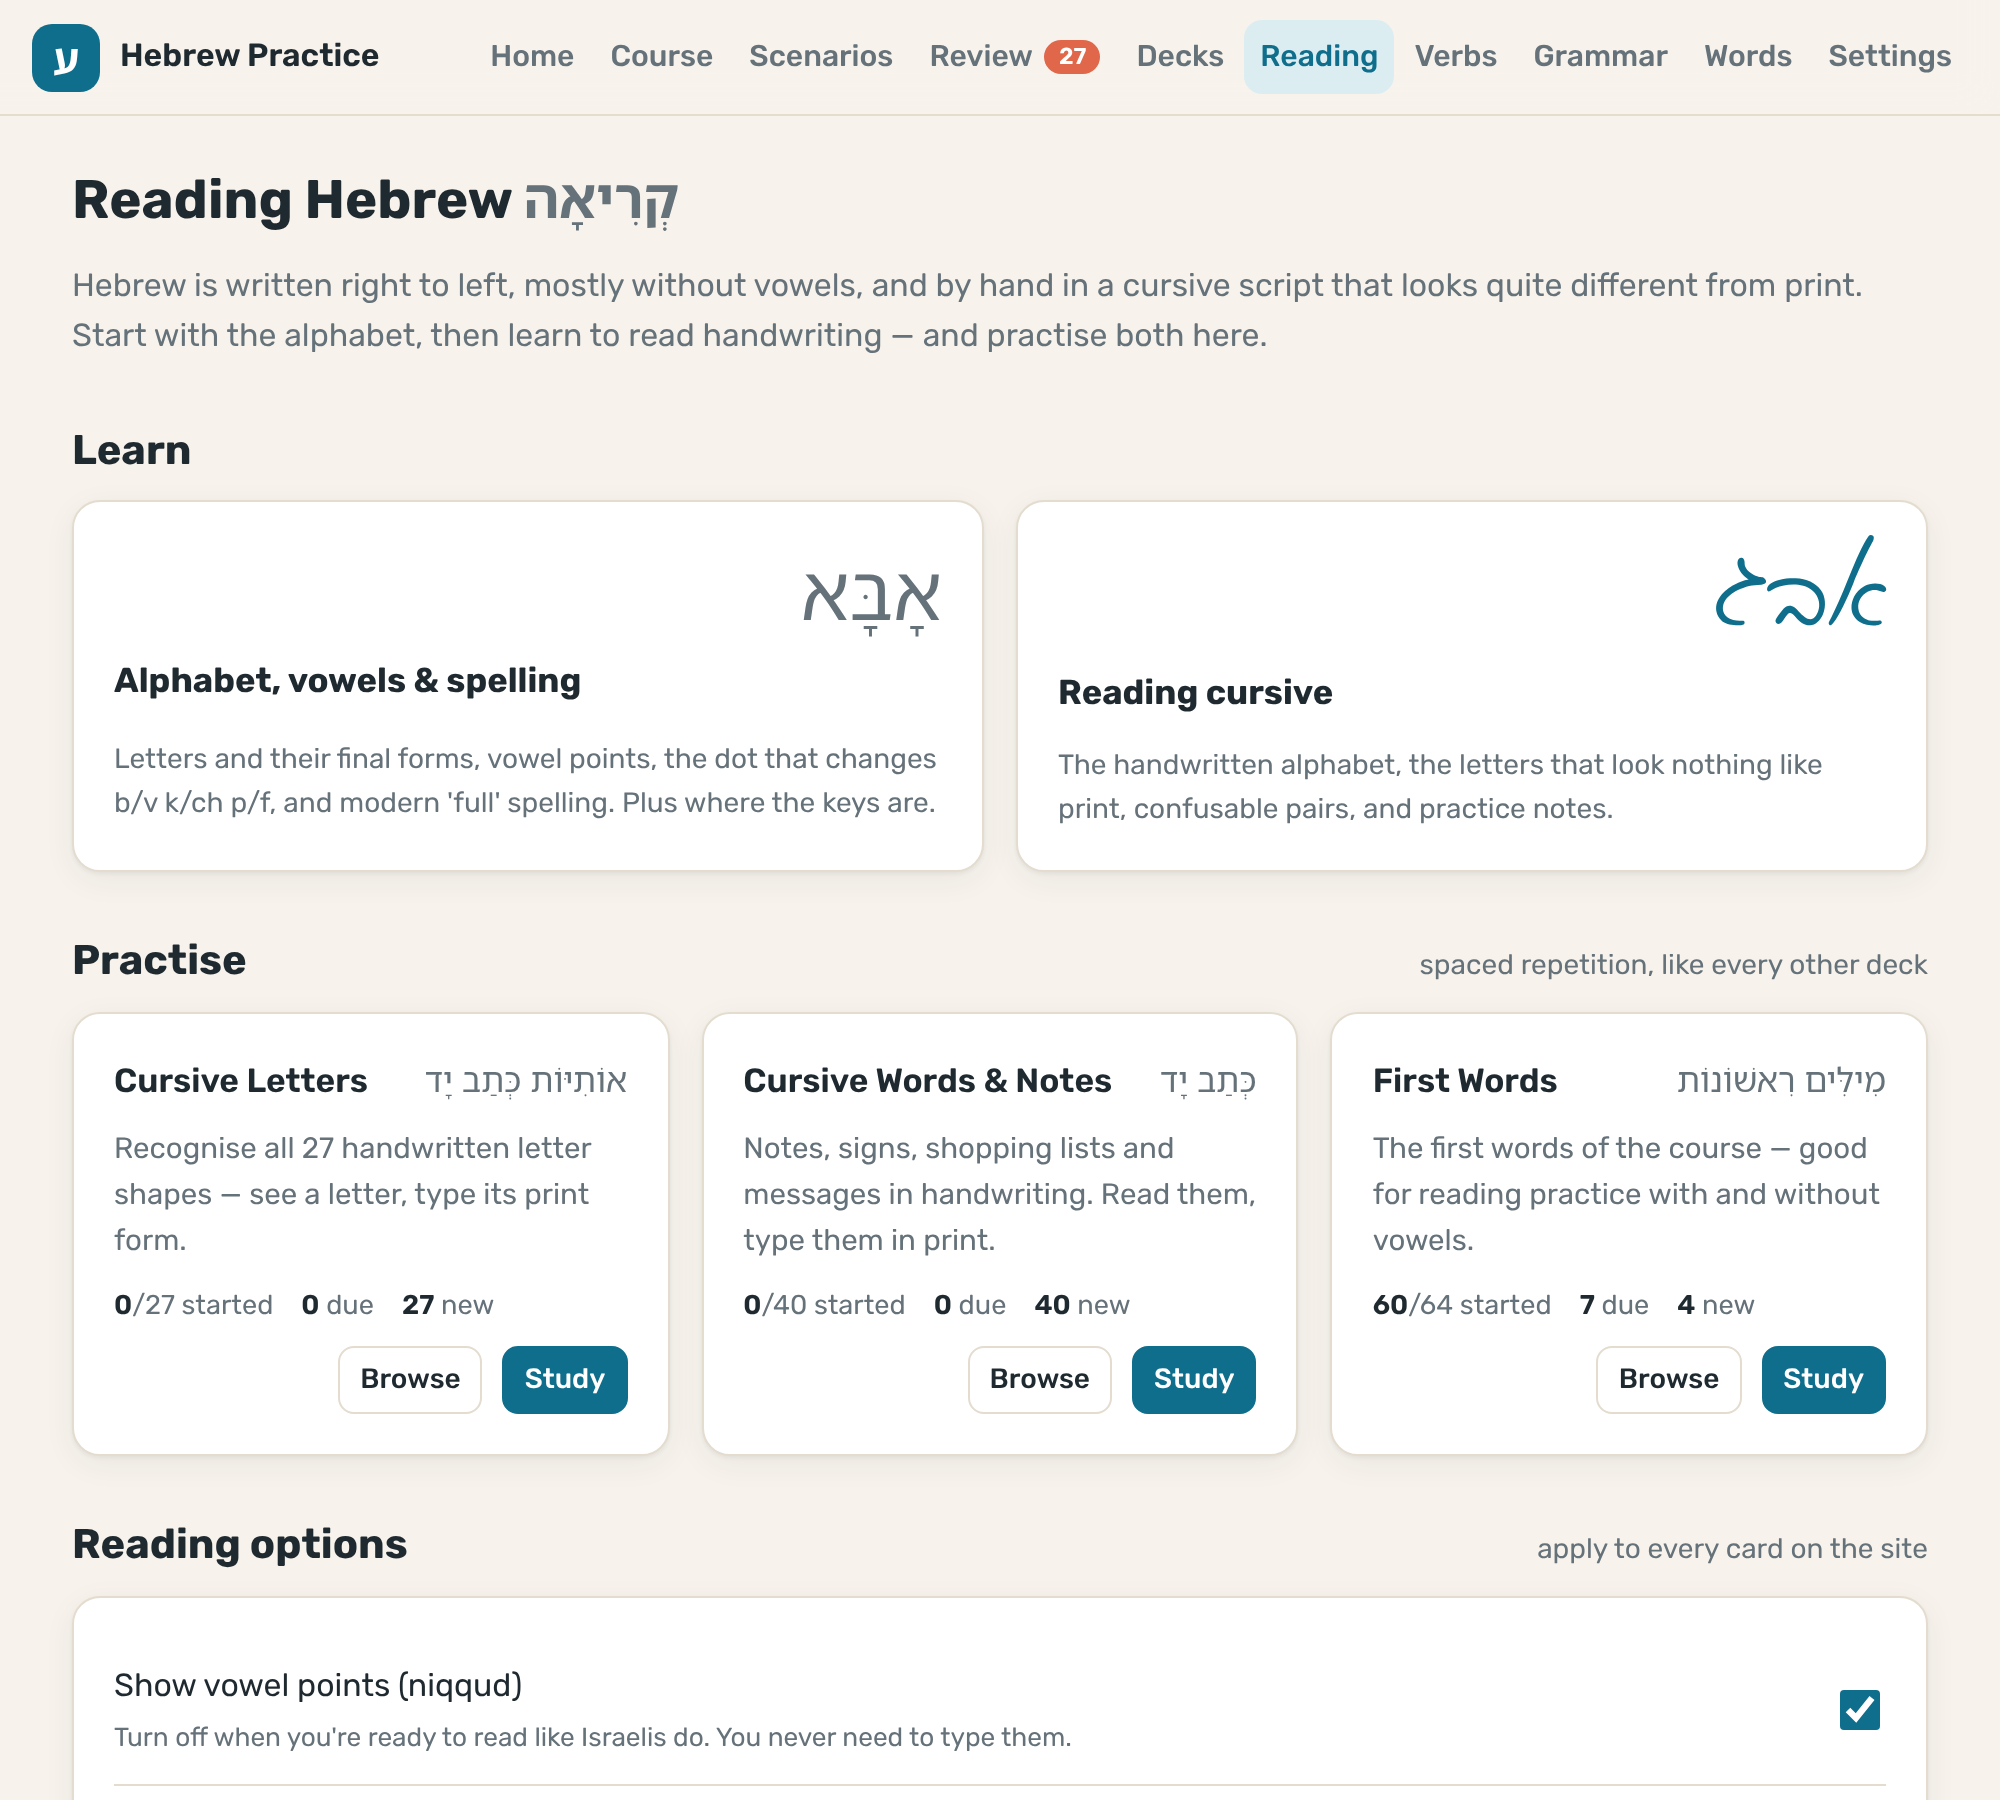 ע Hebrew Practice Home Course Scenarios Review 27 Decks Reading Verbs Grammar Words Settings
Reading Hebrew קְרִיאָה
Hebrew is written right to left, mostly without vowels, and by hand in a cursive script that looks quite different from print.
Start with the alphabet, then learn to read handwriting — and practise both here.
Learn
אָבָּא
Alphabet, vowels & spelling
Letters and their final forms, vowel points, the dot that changes
b/v k/ch p/f, and modern 'full' spelling. Plus where the keys are.
אבג
Reading cursive
The handwritten alphabet, the letters that look nothing like
print, confusable pairs, and practice notes.
Practise
spaced repetition, like every other deck
Cursive Letters אוֹתִיּוֹת כְּתַב יָד
Recognise all 27 handwritten letter
shapes — see a letter, type its print
form.
0/27 started 0 due 27 new
Browse Study
Cursive Words & Notes כְּתַב יָד
Notes, signs, shopping lists and
messages in handwriting. Read them,
type them in print.
0/40 started 0 due 40 new
Browse Study
First Words מִילִּים רִאשׁוֹנוֹת
The first words of the course — good
for reading practice with and without
vowels.
60/64 started 7 due 4 new
Browse Study
Reading options
apply to every card on the site
Show vowel points (niqqud)
Turn off when you're ready to read like Israelis do. You never need to type them.